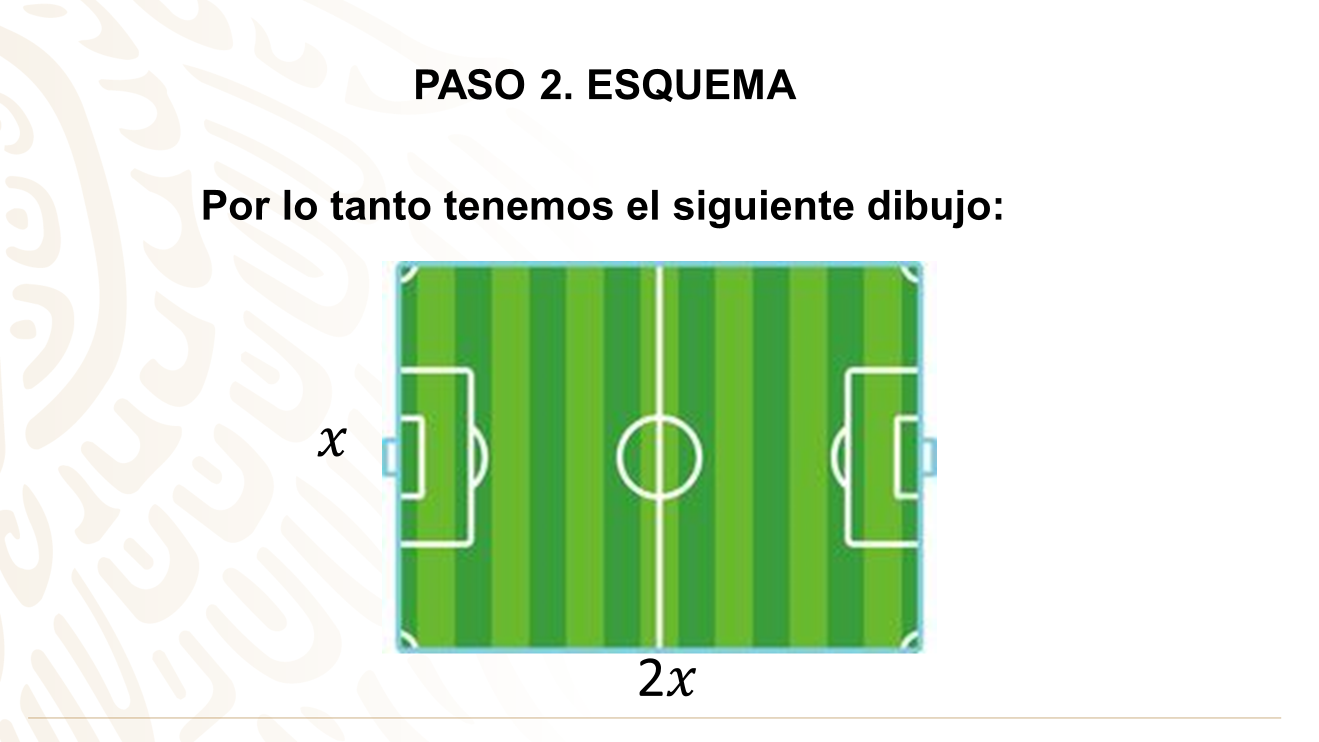 PASO 2. ESQUEMA
Por lo tanto tenemos el siguiente dibujo:
x
2x